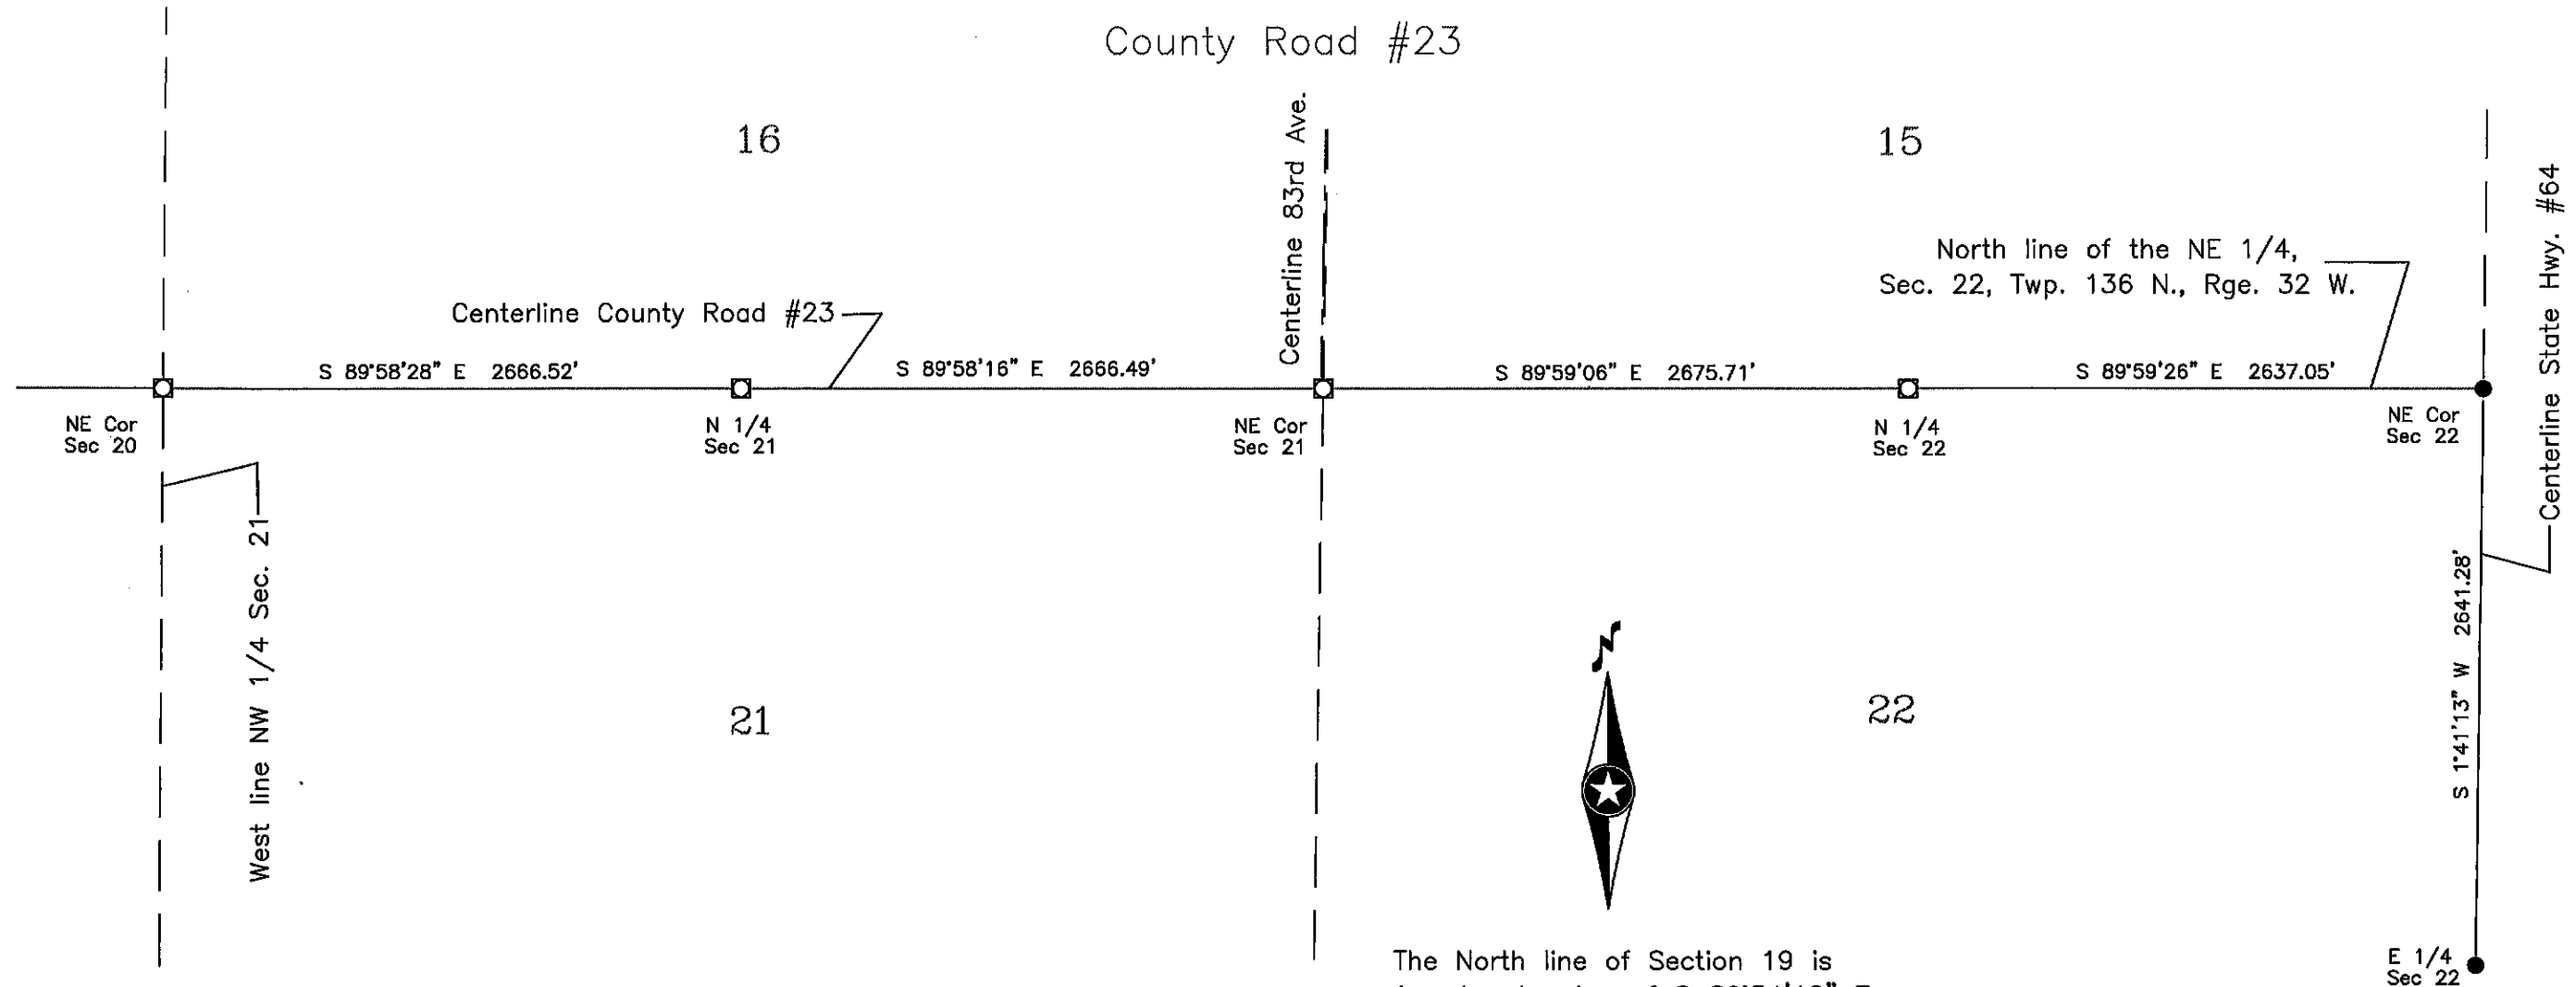 County Road #23
16
15
Centerline 83rd Ave.
Centerline State Hwy. #64
North line of the NE 1/4,
Sec. 22, Twp. 136 N., Rge. 32 W.
Centerline County Road #23
S 89°58'28" E 2666.52'
S 89°58'16" E 2666.49'
S 89°59'06" E 2675.71'
S 89°59'26" E 2637.05'
NE Cor
Sec 20
N 1/4
Sec 21
NE Cor
Sec 21
N 1/4
Sec 22
NE Cor
Sec 22
West line NW 1/4 Sec. 21
S 1°41'13" W 2641.28'
N
21
22
The North line of Section 19 is
E 1/4
Sec 22